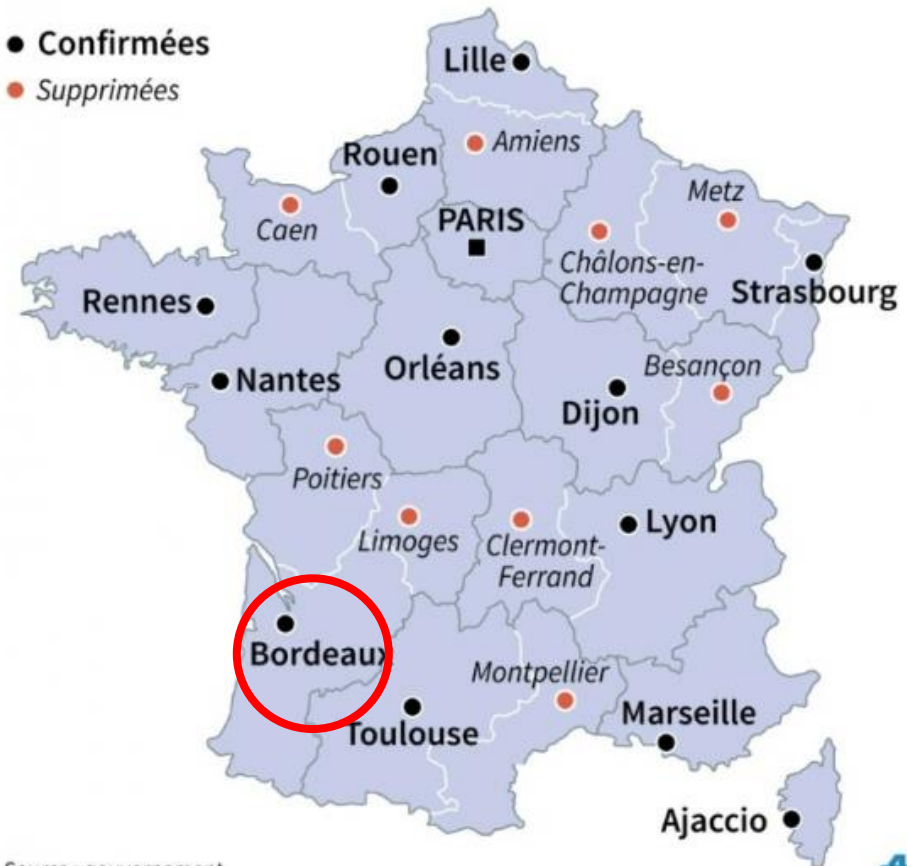 Confirmées
Supprimées
Lille
Amiens
Rouen
Metz
Caen
PARIS
Châlons-en-
Champagne
Strasbourg
Rennes
Orléans
Besançon
Nantes
Dijon
Poitiers
Lyon
Limoges
Clermont-
Ferrand
Bordeaux
Montpellier
Marseille
Toulouse
Ajaccio